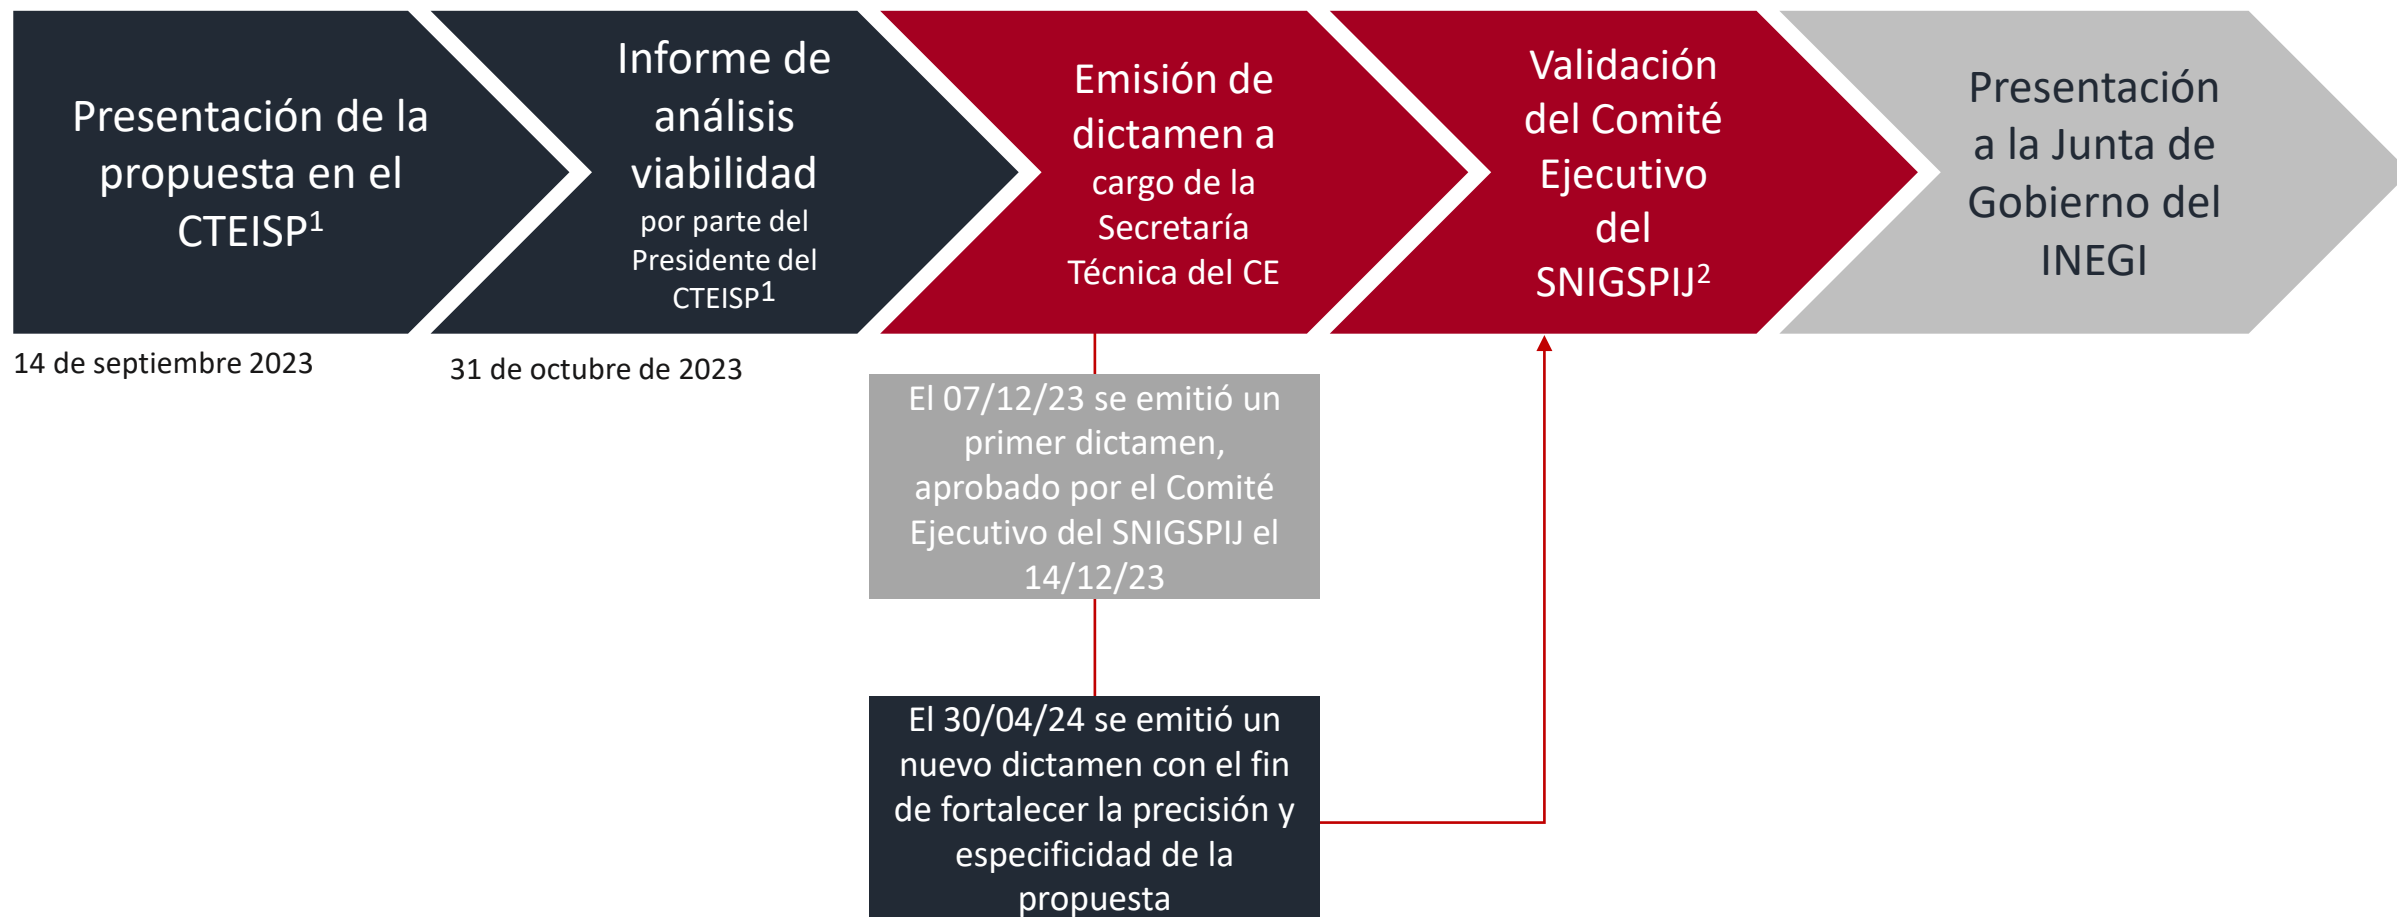 Presentación de la
propuesta en el
CTEISP1
Informe de
análisis
viabilidad
por parte del
Presidente del
CTEISP1
Emisión de
dictamen a
cargo de la
Secretaría
Técnica del CE
Validación
del Comité
Ejecutivo
del
SNIGSPIJ2
Presentación
a la Junta de
Gobierno del
INEGI
14 de septiembre 2023
31 de octubre de 2023
El 07/12/23 se emitió un
primer dictamen,
aprobado por el Comité
Ejecutivo del SNIGSPIJ el
14/12/23
El 30/04/24 se emitió un
nuevo dictamen con el fin
de fortalecer la precisión y
especificidad de la
propuesta